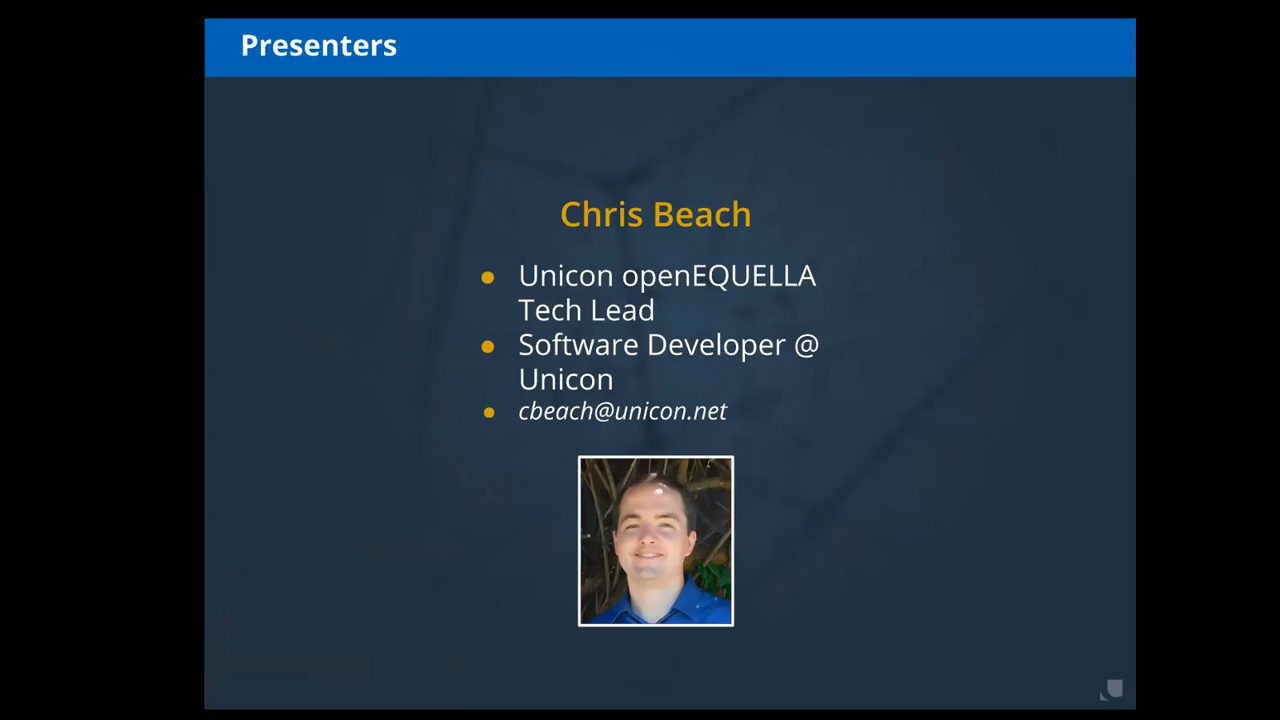 Presenters
Chris Beach
● Unicon openEQUELLA
Tech Lead
● Software Developer @
Unicon
● cbeach@unicon.net